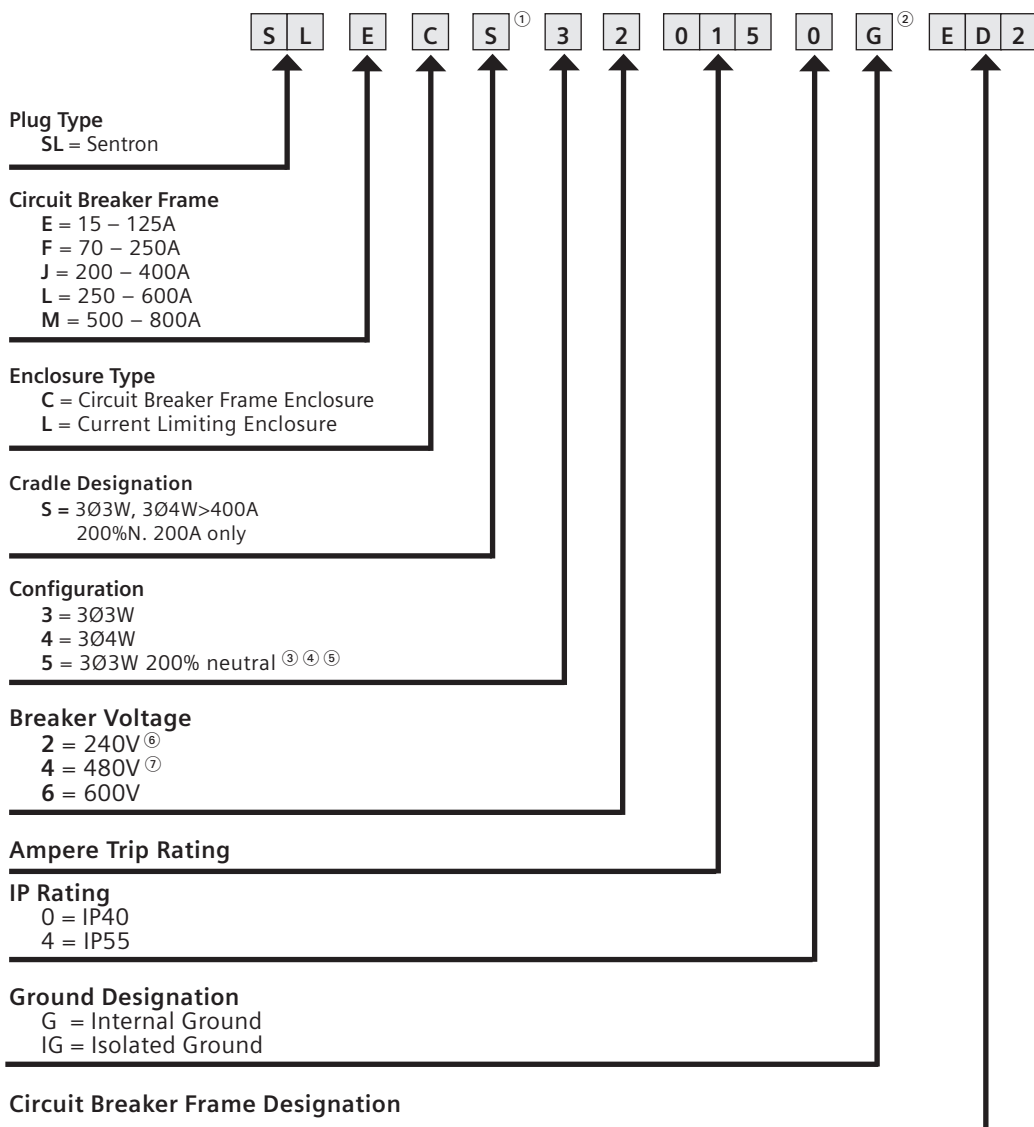 S L E C S ① 3 2 0 1 5 0 G ② E D 2
Plug Type
SL = Sentron
Circuit Breaker Frame
E = 15 – 125A
F = 70 – 250A
J = 200 – 400A
L = 250 – 600A
M = 500 – 800A
Enclosure Type
C = Circuit Breaker Frame Enclosure
L = Current Limiting Enclosure
Cradle Designation
S = 3Ø3W, 3Ø4W>400A
200%N. 200A only
Configuration
3 = 3Ø3W
4 = 3Ø4W
5 = 3Ø3W 200% neutral ③ ④ ⑤
Breaker Voltage
2 = 240V ⑥
4 = 480V ⑦
6 = 600V
Ampere Trip Rating
IP Rating
0 = IP40
4 = IP55
Ground Designation
G = Internal Ground
IG = Isolated Ground
Circuit Breaker Frame Designation